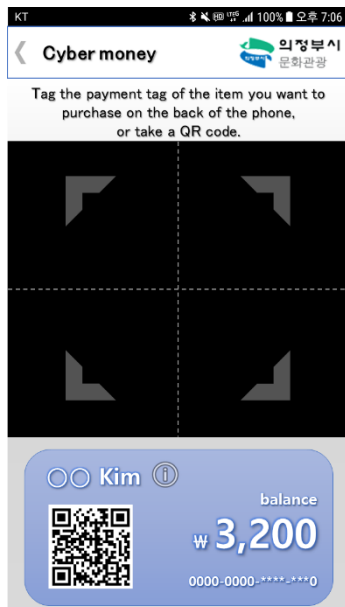 KT 100% 오후 7:06
Cyber money
의정부시
문화관광
Tag the payment tag of the item you want to
purchase on the back of the phone,
or take a QR code.
○○ Kim
balance
₩ 3,200
0000-0000-****-***0